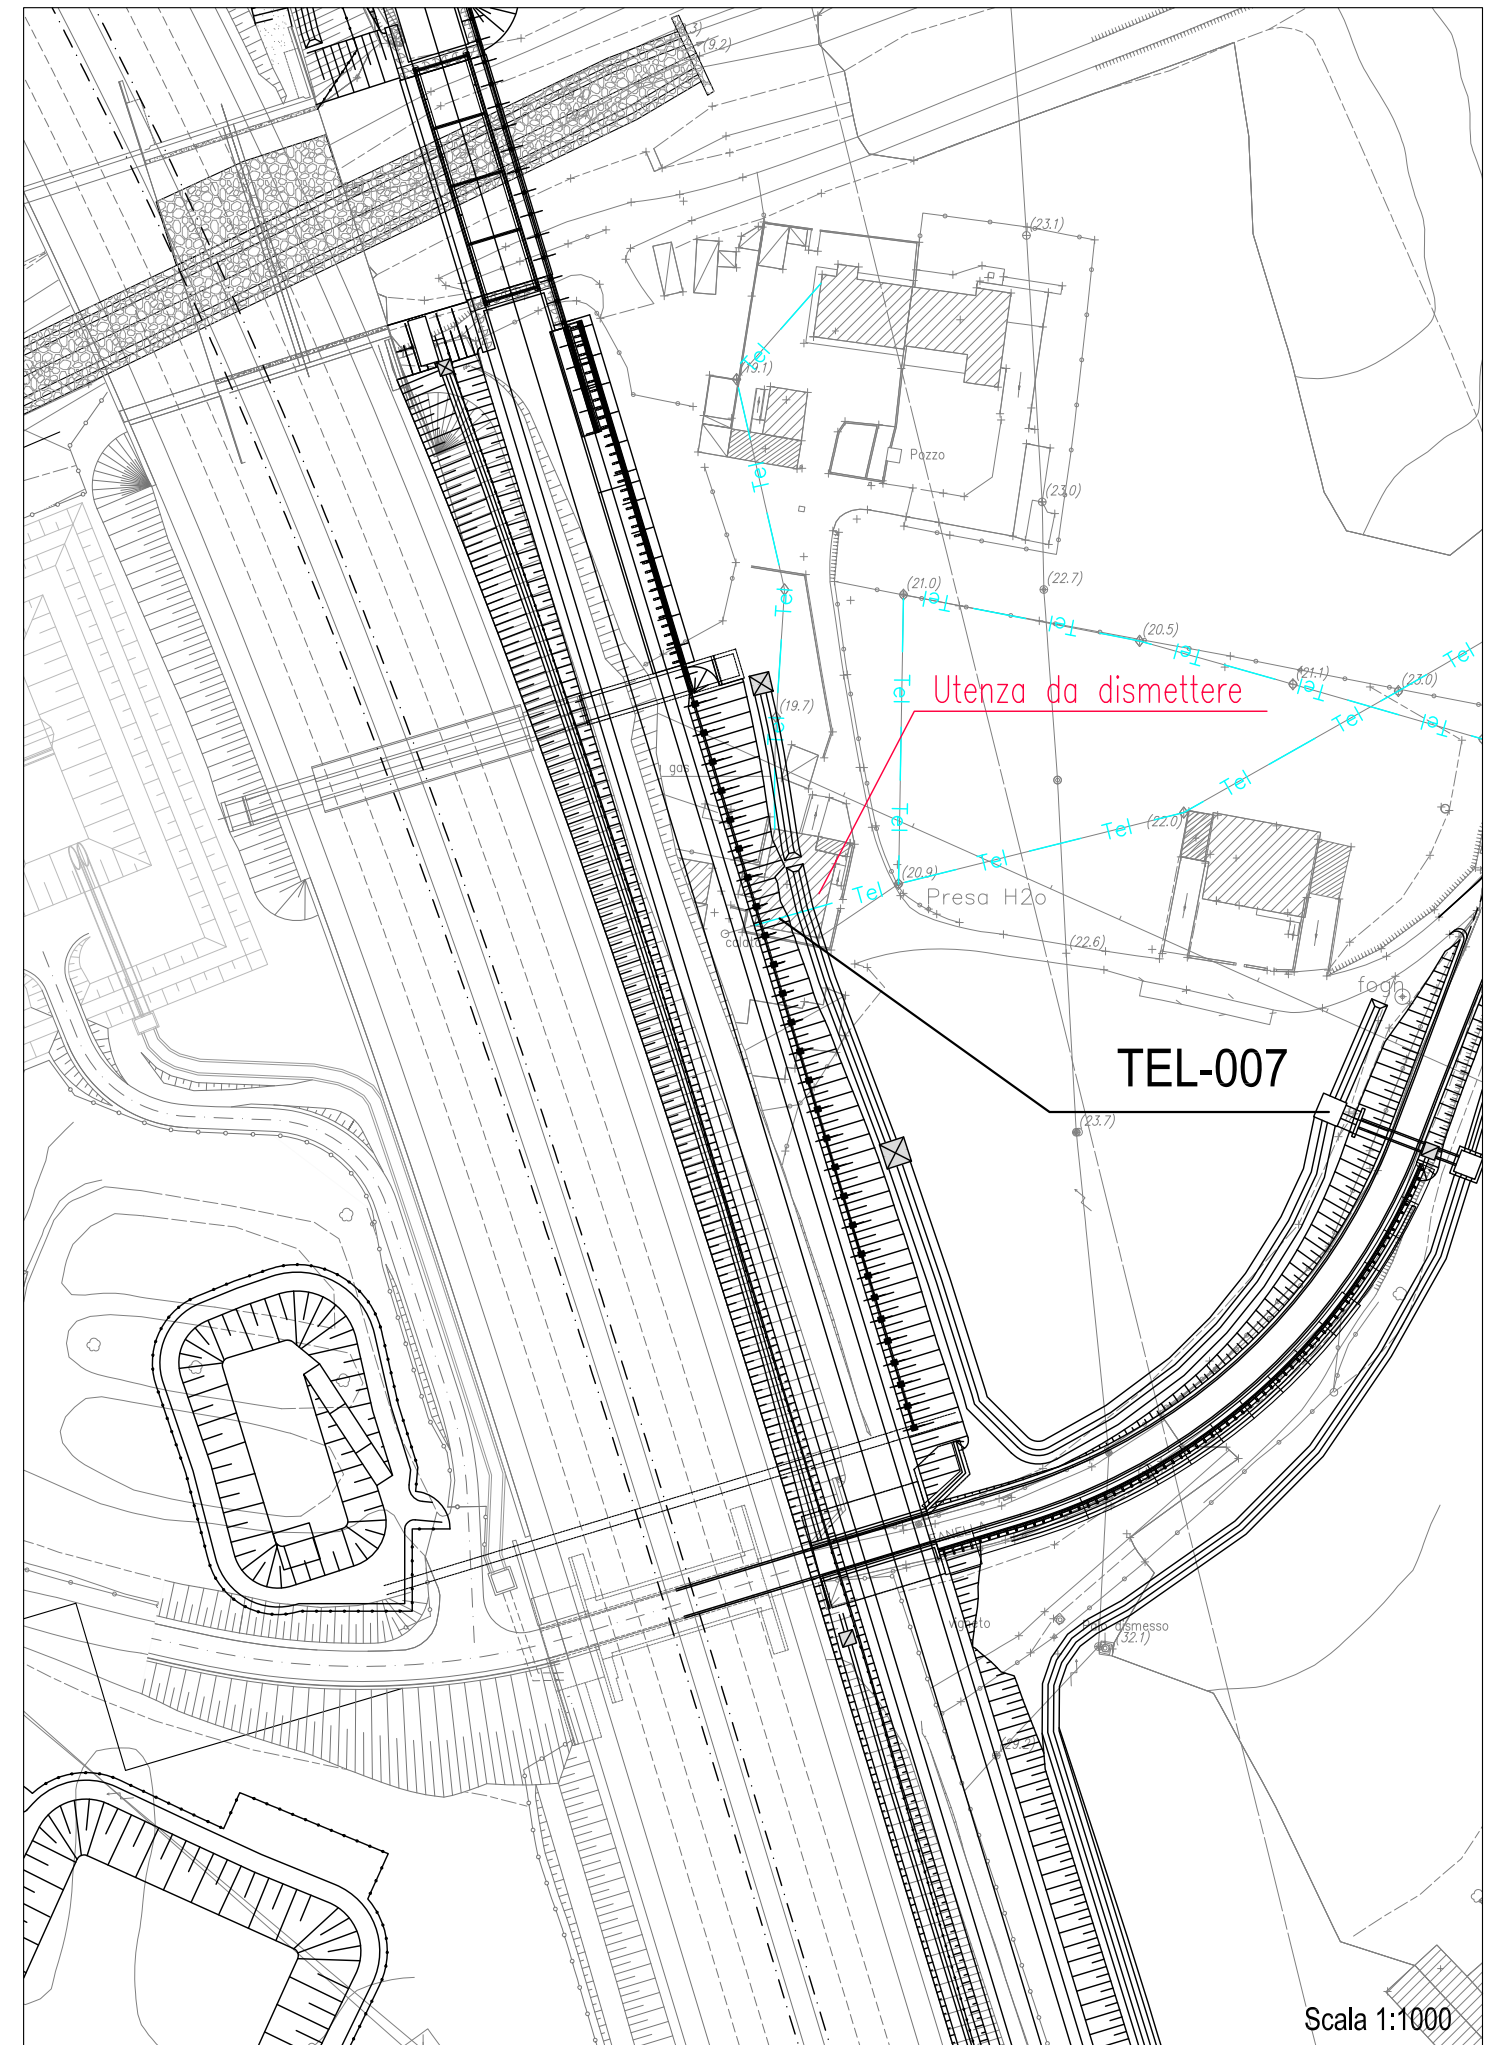 (9.2)
(23.1)
Tel
(19.1)
Pozzo
Tel
(23.0)
(22.7)
(21.0)
Tel
Tel
Tel
(20.5)
Tel
Tel
(21.1)
Tel
(23.0)
Tel
Utenza da dismettere
(19.7)
Tel
Tel
Tel
gas
Tel
Tel
(22.0)
Tel
Tel
(20.9)
Tel
Presa H2o
(22.6)
fogn
TEL-007
(23.7)
vigneto
dismesso
(32.1)
(29.2)
Scala 1:1000